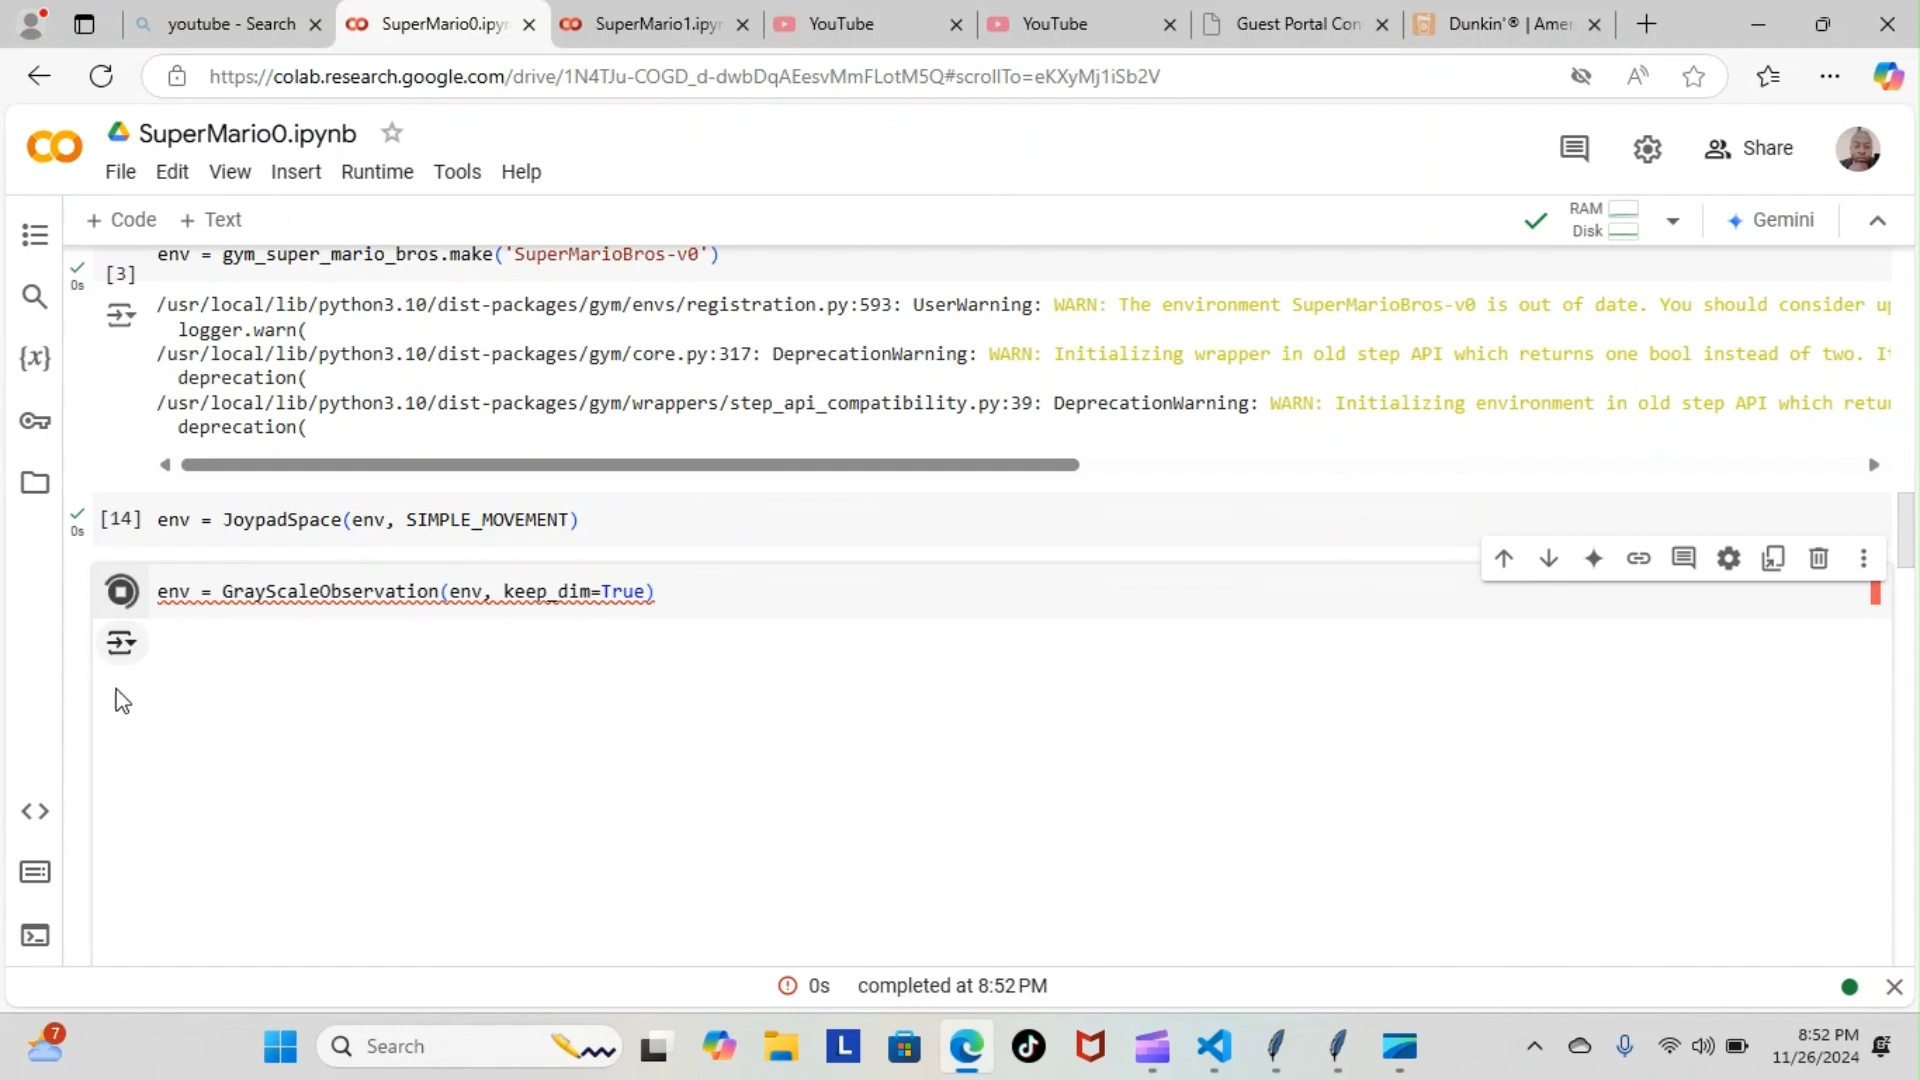 youtube - Search
SuperMario0.ipyn
SuperMario1.ipyn
YouTube
YouTube
Guest Portal Con
Dunkin'® | Amer
https://colab.research.google.com/drive/1N4TJu-COGD_d-dwbDqAEesvMmFLotM5Q#scrollTo=eKXyMj1iSb2V
SuperMario0.ipynb
Share
File Edit View Insert Runtime Tools Help
+ Code + Text
RAM
Disk
Gemini
env = gym_super_mario_bros.make('SuperMarioBros-v0')
0s
[3]
/usr/local/lib/python3.10/dist-packages/gym/envs/registration.py:593: UserWarning: WARN: The environment SuperMarioBros-v0 is out of date. You should consider
logger.warn(
/usr/local/lib/python3.10/dist-packages/gym/core.py:317: DeprecationWarning: WARN: Initializing wrapper in old step API which returns one bool instead of two.
deprecation(
/usr/local/lib/python3.10/dist-packages/gym/wrappers/step_api_compatibility.py:39: DeprecationWarning: WARN: Initializing environment in old step API which
deprecation(
0s
[14] env = JoypadSpace(env, SIMPLE_MOVEMENT)
env = GrayScaleObservation(env, keep_dim=True)
0s completed at 8:52 PM
7
Search
L
8:52 PM
11/26/2024